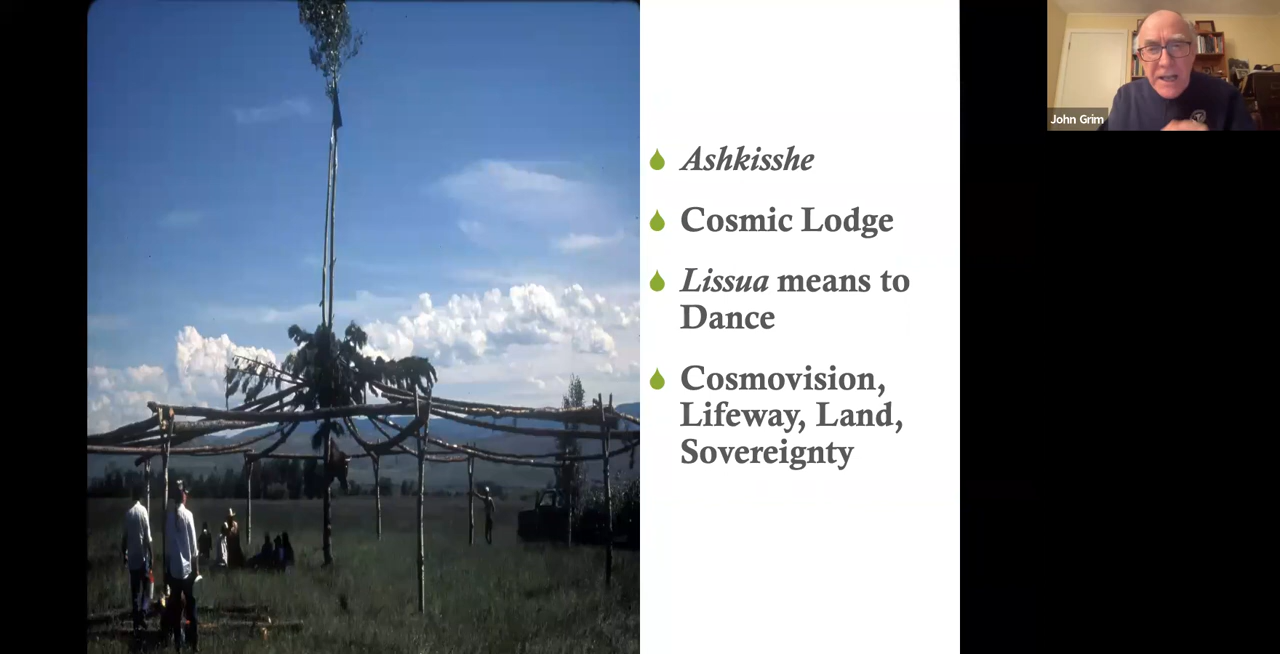 Ashkisshe
Cosmic Lodge
Lissua means to
Dance
Cosmovision,
Lifeway, Land,
Sovereignty
John Grim